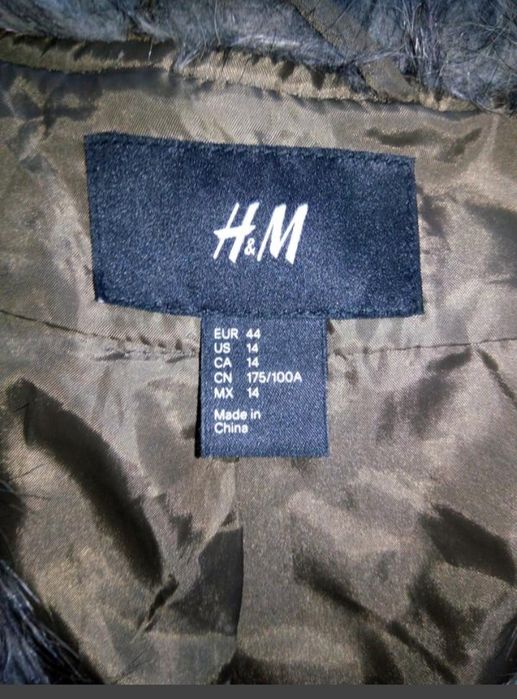 H&M
EUR 44
US 14
CA 14
CN 175/100A
MX 14
Made in
China